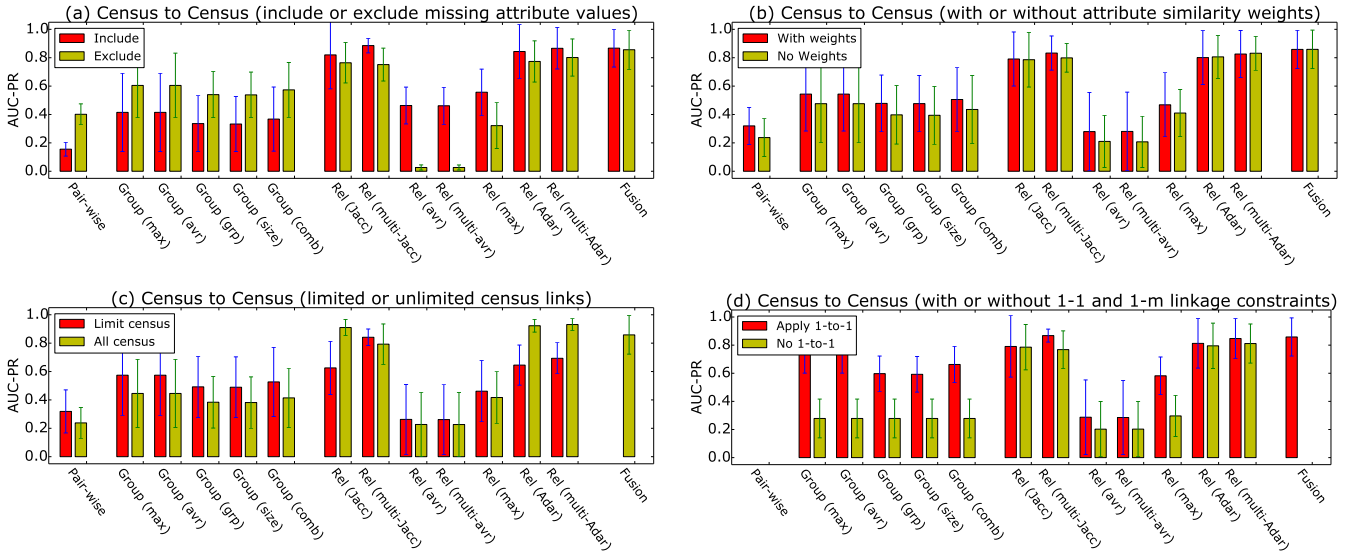 (a) Census to Census (include or exclude missing attribute values)
AUC-PR
1.0
0.8
0.6
0.4
0.2
0.0
Include
Exclude
Pair-wise
Group (max)
Group (avr)
Group (grp)
Group (size)
Group (comb)
Rel (Jacc)
Rel (multi-Jacc)
Rel (avr)
Rel (multi-avr)
Rel (max)
Rel (Adar)
Rel (multi-Adar)
Fusion
(b) Census to Census (with or without attribute similarity weights)
AUC-PR
1.0
0.8
0.6
0.4
0.2
0.0
With weights
No Weights
Pair-wise
Group (max)
Group (avr)
Group (grp)
Group (size)
Group (comb)
Rel (Jacc)
Rel (multi-Jacc)
Rel (avr)
Rel (multi-avr)
Rel (max)
Rel (Adar)
Rel (multi-Adar)
Fusion
(c) Census to Census (limited or unlimited census links)
AUC-PR
1.0
0.8
0.6
0.4
0.2
0.0
Limit census
All census
Pair-wise
Group (max)
Group (avr)
Group (grp)
Group (size)
Group (comb)
Rel (Jacc)
Rel (multi-Jacc)
Rel (avr)
Rel (multi-avr)
Rel (max)
Rel (Adar)
Rel (multi-Adar)
Fusion
(d) Census to Census (with or without 1-1 and 1-m linkage constraints)
AUC-PR
1.0
0.8
0.6
0.4
0.2
0.0
Apply 1-to-1
No 1-to-1
Pair-wise
Group (max)
Group (avr)
Group (grp)
Group (size)
Group (comb)
Rel (Jacc)
Rel (multi-Jacc)
Rel (avr)
Rel (multi-avr)
Rel (max)
Rel (Adar)
Rel (multi-Adar)
Fusion